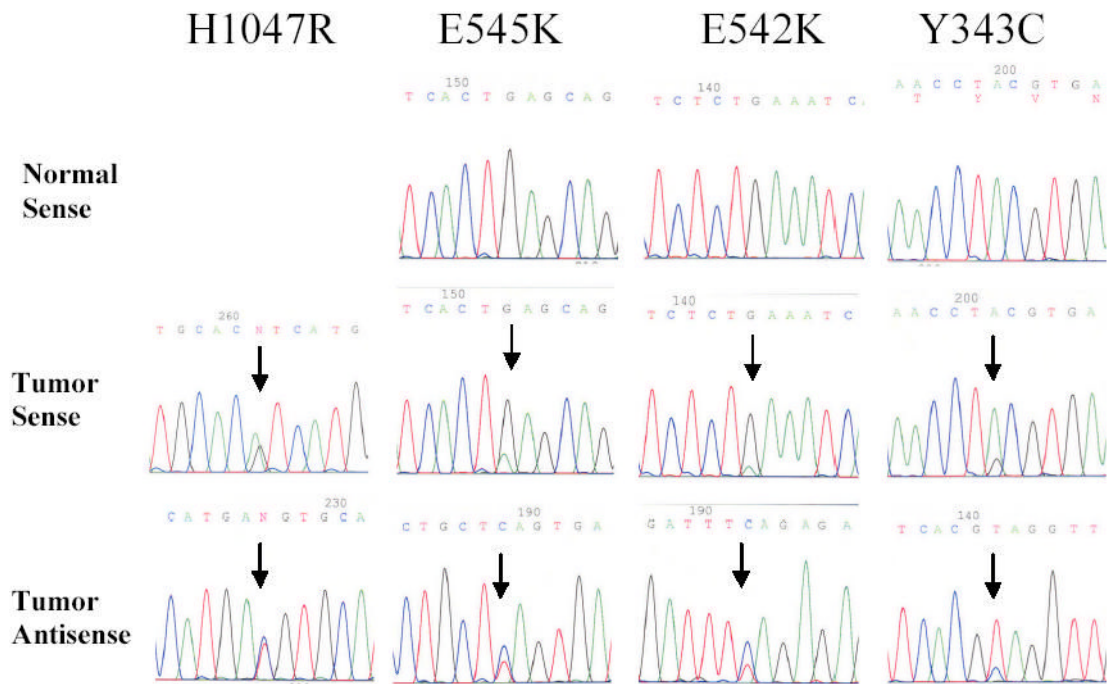 H1047R E545K E542K Y343C
Normal Sense
150
T C A C T G A G C A G
140
T C T C T G A A A T C A
200
A A C C T A C G T G A
T Y V N
Tumor Sense
260
T G C A C N T C A T G
150
T C A C T G A G C A G
140
T C T C T G A A A T C
200
A A C C T A C G T G A
Tumor Antisense
230
C A T G A N G T G C A
190
C T G C T C A G T G A
190
G A T T T C A G A G A
140
T C A C G T A G G T T